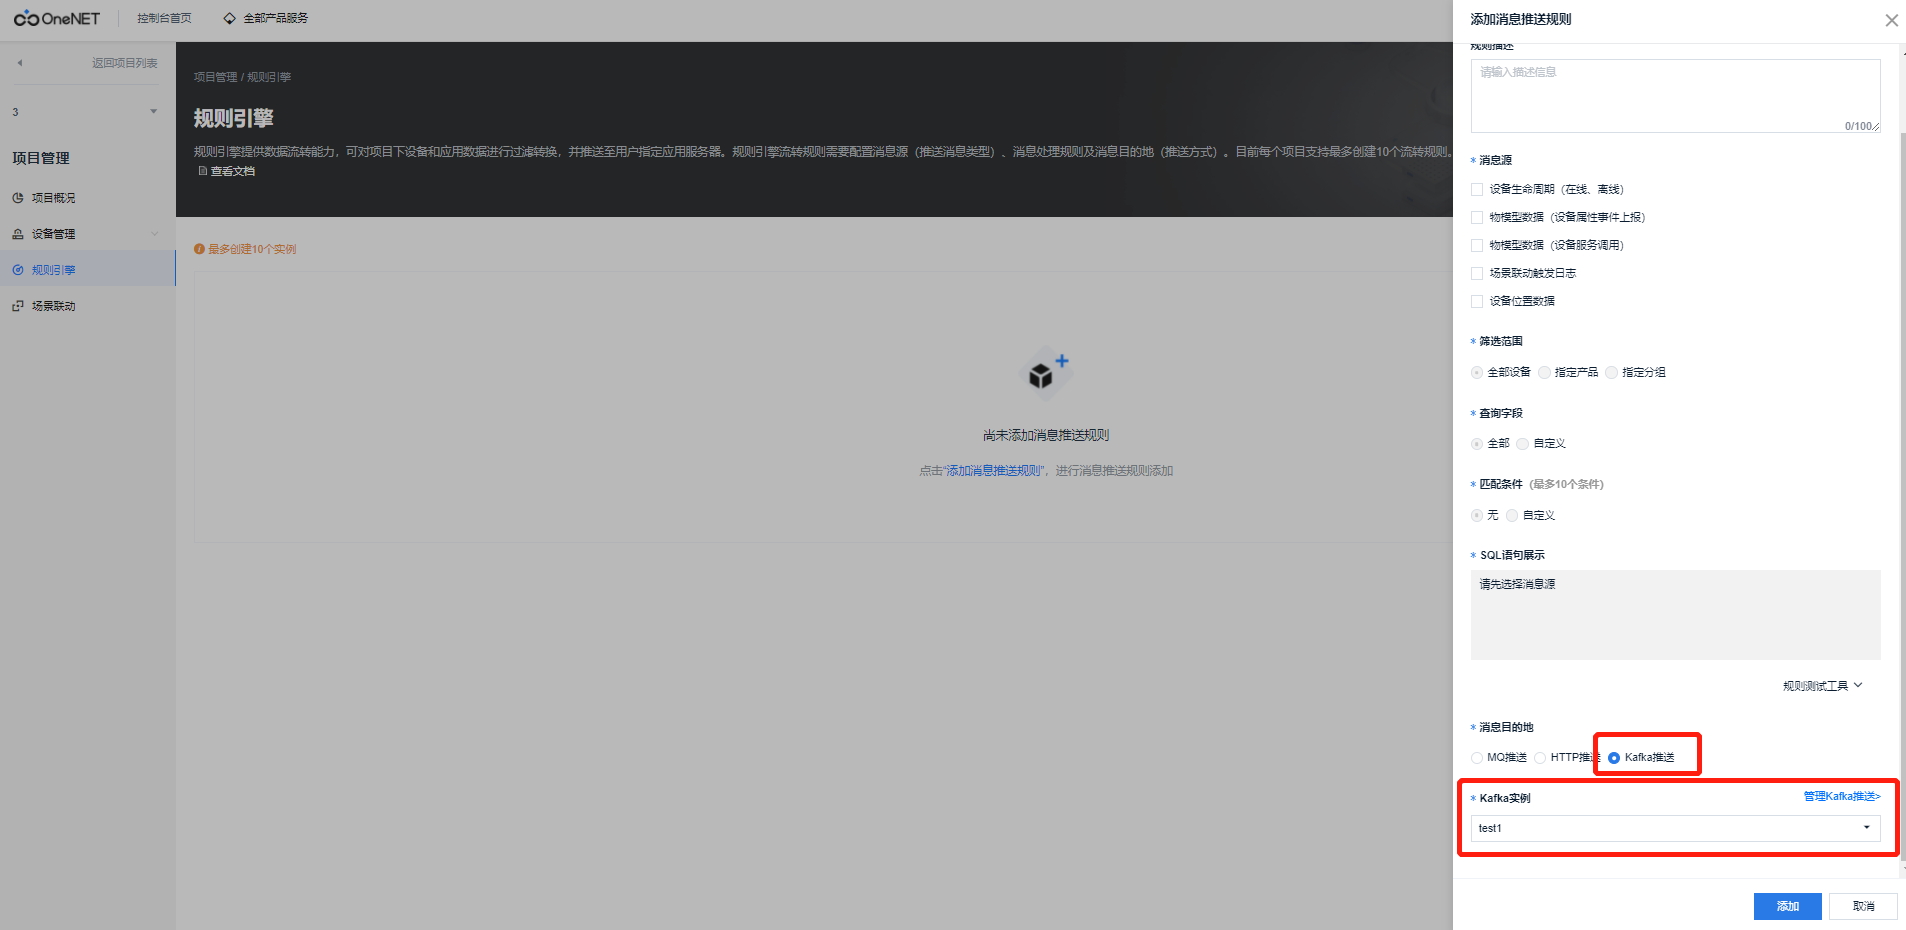 OneNET
控制台首页
全部产品服务
返回项目列表
3
项目管理
项目概况
设备管理
规则引擎
场景联动
项目管理 / 规则引擎
规则引擎
规则引擎提供数据流转能力，可对项目下设备和应用数据进行过滤转换，并推送至用户指定应用服务器。规则引擎流转规则需要配置消息源（推送消息类型）、消息处理规则及消息目的地（推送方式）。目前每个项目支持最多创建10个流转规则。
查看文档
最多创建10个实例
尚未添加消息推送规则
点击“添加消息推送规则”，进行消息推送规则添加
添加消息推送规则
规则描述
请输入描述信息
0/100
* 消息源
设备生命周期（在线、离线）
物模型数据（设备属性事件上报）
物模型数据（设备服务调用）
场景联动触发日志
设备位置数据
* 筛选范围
全部设备 指定产品 指定分组
* 查询字段
全部 自定义
* 匹配条件 （最多10个条件）
无 自定义
* SQL语句展示
请先选择消息源
规则测试工具
* 消息目的地
MQ推送 HTTP推送 Kafka推送
* Kafka实例
管理Kafka推送>
test1
添加
取消